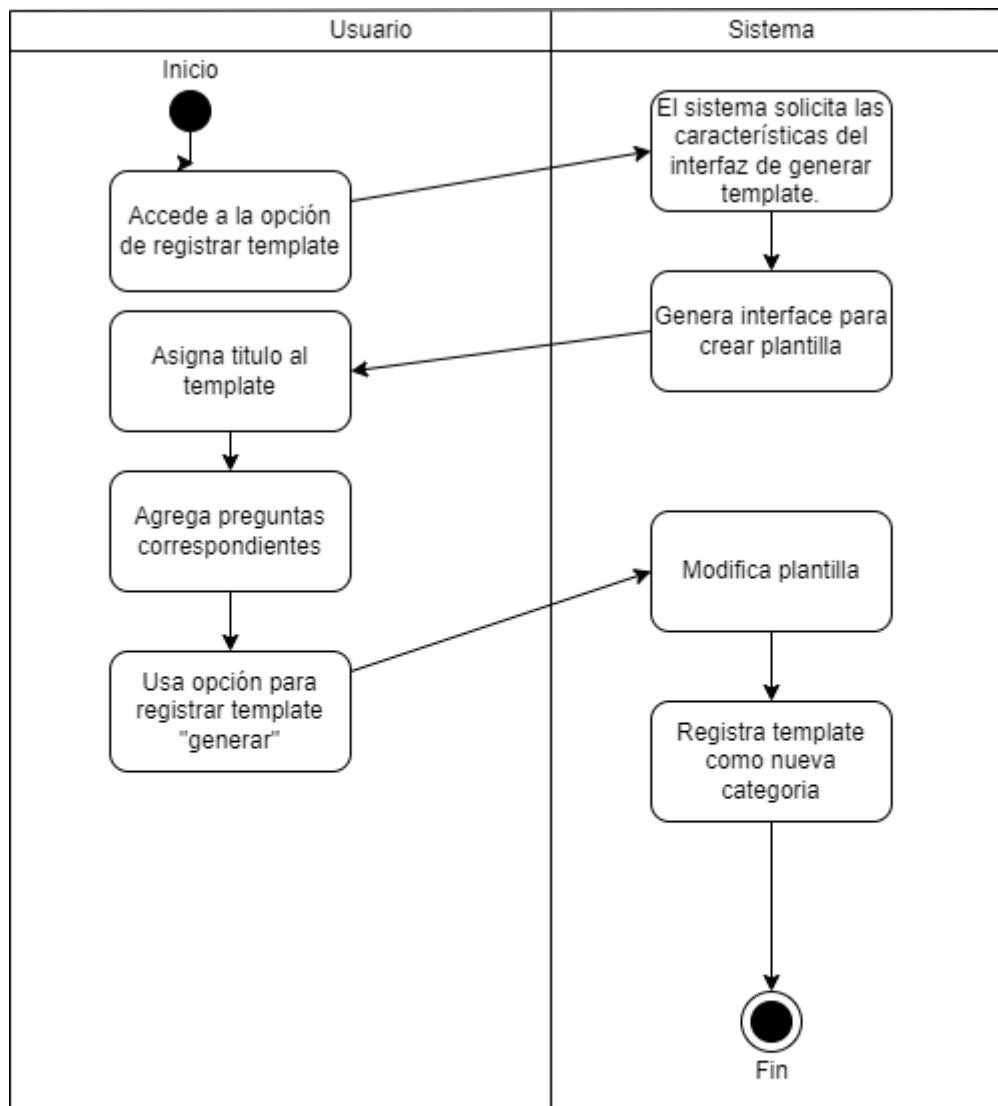 Usuario
Sistema
Inicio
El sistema solicita las
característícas del
interfaz de generar
template.
Accede a la opción
de registrar template
Genera interface para
crear plantilla
Asigna titulo al
template
Agrega preguntas
correspondientes
Modifica plantilla
Usa opción para
registrar template
"generar"
Registra template
como nueva
categoria
Fin